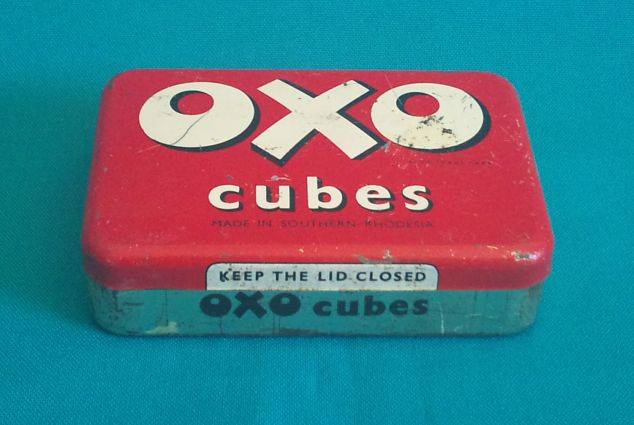 OXO
cubes
MADE IN SOUTHERN RHODESIA
KEEP THE LID CLOSED
OXO cubes